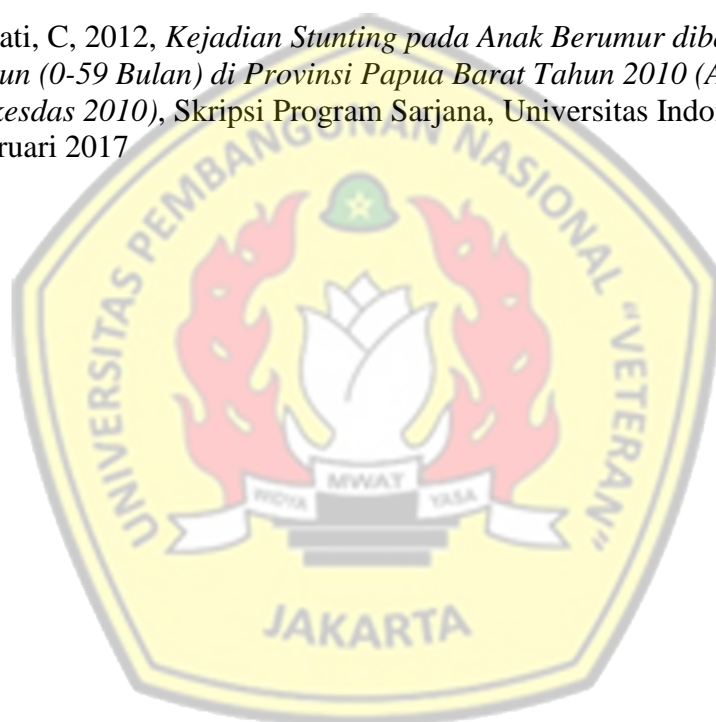 ati, C, 2012, Kejadian Stunting pada Anak Berumur diba
un (0-59 Bulan) di Provinsi Papua Barat Tahun 2010 (A
kesdas 2010), Skripsi Program Sarjana, Universitas Indo
ruari 2017
UNIVERSITAS PEMBANGUNAN NASIONAL "VETERAN"
WIDYA MWAT YASA
JAKARTA